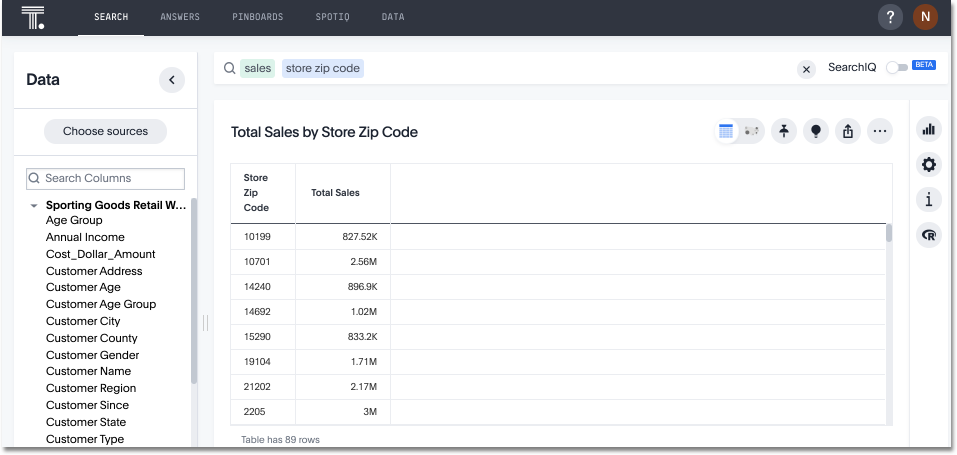 T.
SEARCH
ANSWERS
PINBOARDS
SPOTIQ
DATA
?
N
Data
Choose sources
Search Columns
Sporting Goods Retail W...
Age Group
Annual Income
Cost_Dollar_Amount
Customer Address
Customer Age
Customer Age Group
Customer City
Customer County
Customer Gender
Customer Name
Customer Region
Customer Since
Customer State
Customer Type
sales store zip code
SearchIQ
BETA
Total Sales by Store Zip Code
Store
Zip
Code
Total Sales
10199 827.52K
10701 2.56M
14240 896.9K
14692 1.02M
15290 833.2K
19104 1.71M
21202 2.17M
2205 3M
Table has 89 rows
i
R